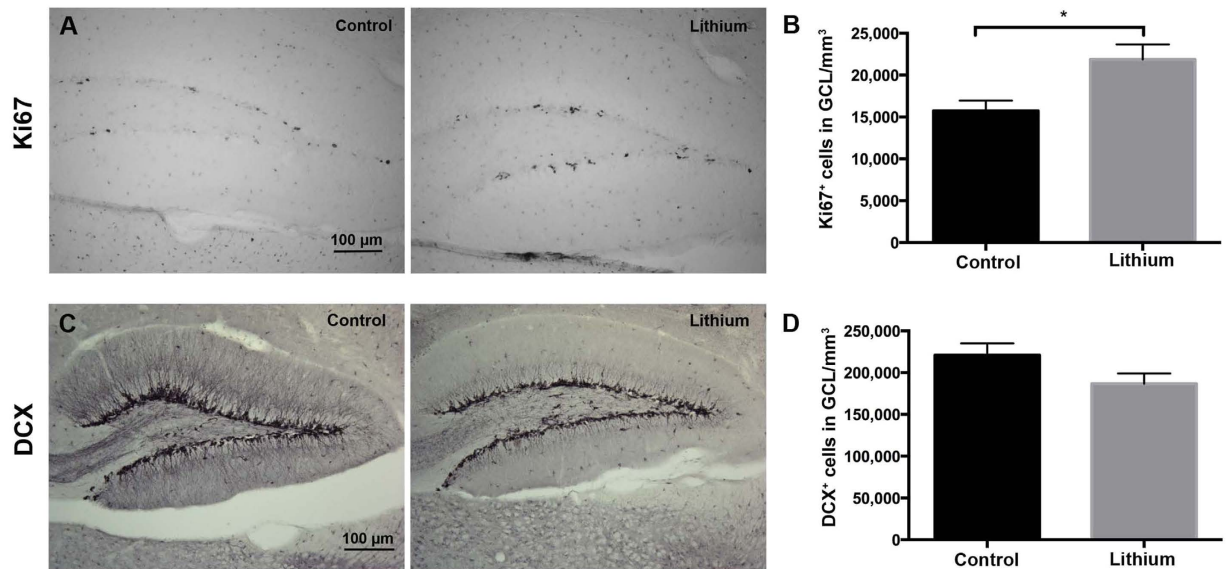 A
Control
Lithium
Ki67
100 µm
B
*
Ki67⁺ cells in GCL/mm³
25,000
20,000
15,000
10,000
5,000
0
Control
Lithium
C
Control
Lithium
DCX
100 µm
D
DCX⁺ cells in GCL/mm³
250,000
200,000
150,000
100,000
50,000
0
Control
Lithium